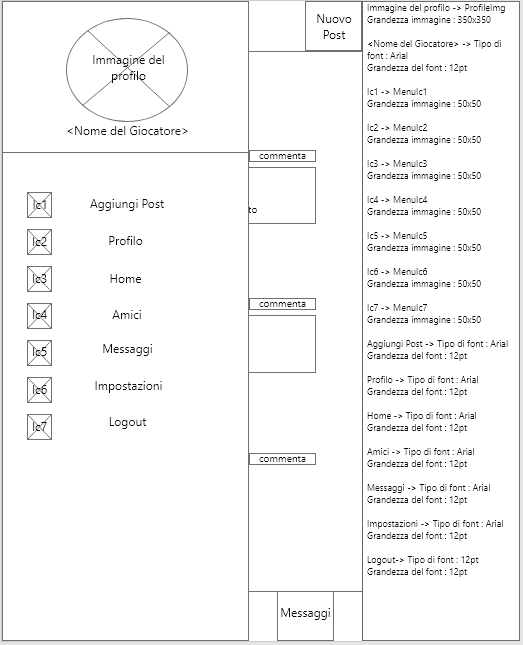 Immagine del
profilo
<Nome del Giocatore>
Ic1
Aggiungi Post
Ic2
Profilo
Ic3
Home
Ic4
Amici
Ic5
Messaggi
Ic6
Impostazioni
Ic7
Logout
Nuovo
Post
commenta
to
commenta
commenta
Messaggi
Immagine del profilo -> ProfileImg
Grandezza immagine : 350x350
<Nome del Giocatore> -> Tipo di
font : Arial
Grandezza del font : 12pt
Ic1 -> MenuIc1
Grandezza immagine : 50x50
Ic2 -> MenuIc2
Grandezza immagine : 50x50
Ic3 -> MenuIc3
Grandezza immagine : 50x50
Ic4 -> MenuIc4
Grandezza immagine : 50x50
Ic5 -> MenuIc5
Grandezza immagine : 50x50
Ic6 -> MenuIc6
Grandezza immagine : 50x50
Ic7 -> MenuIc7
Grandezza immagine : 50x50
Aggiungi Post -> Tipo di font : Arial
Grandezza del font : 12pt
Profilo -> Tipo di font : Arial
Grandezza del font : 12pt
Home -> Tipo di font : Arial
Grandezza del font : 12pt
Amici -> Tipo di font : Arial
Grandezza del font : 12pt
Messaggi -> Tipo di font : Arial
Grandezza del font : 12pt
Impostazioni -> Tipo di font : Arial
Grandezza del font : 12pt
Logout-> Tipo di font : 12pt
Grandezza del font : 12pt